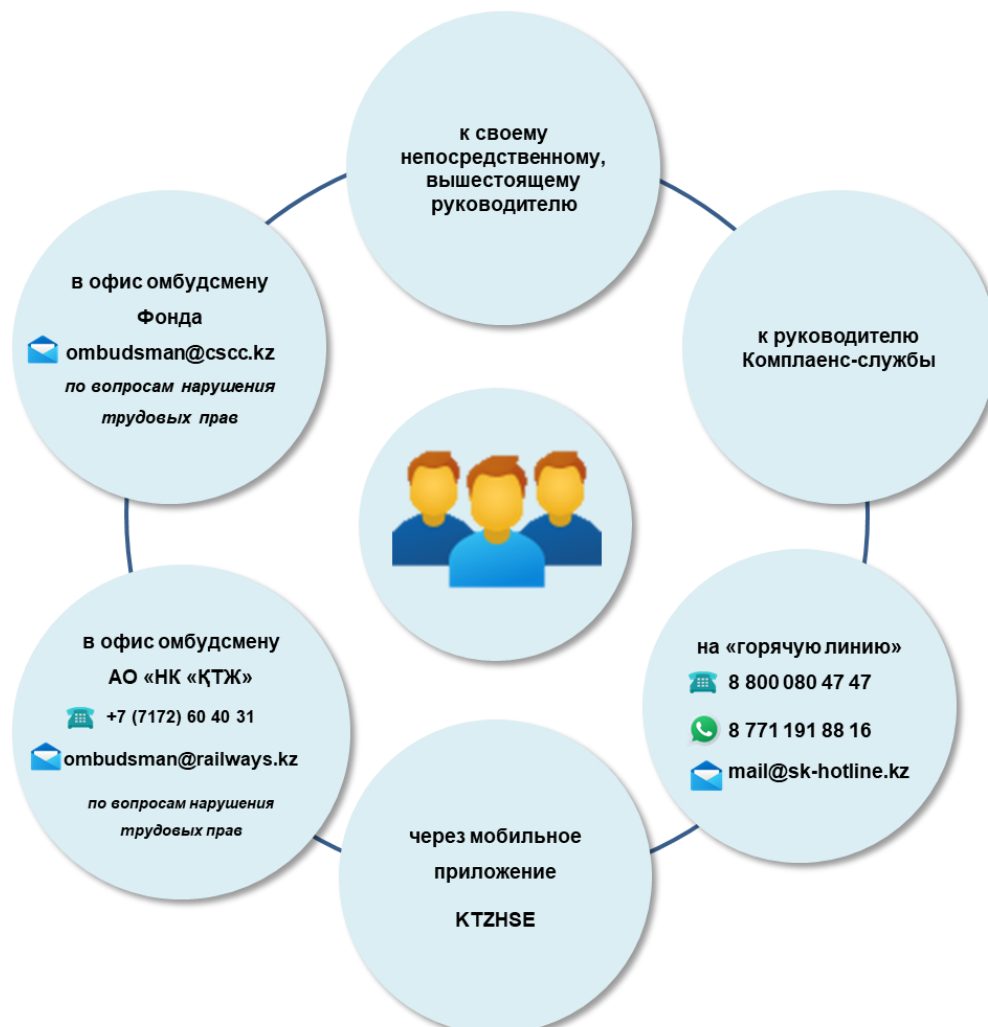 к своему
непосредственному,
вышестоящему
руководителю
к руководителю
Комплаенс-службы
на «горячую линию»
8 800 080 47 47
8 771 191 88 16
mail@sk-hotline.kz
через мобильное
приложение
KTZHSE
в офис омбудсмену
АО «НК «ҚТЖ»
+7 (7172) 60 40 31
ombudsman@railways.kz
по вопросам нарушения
трудовых прав
в офис омбудсмену
Фонда
ombudsman@cscc.kz
по вопросам нарушения
трудовых прав